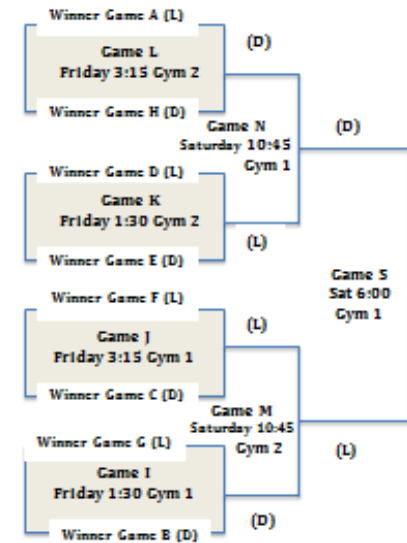 Winner Game A (L)
(D)
Game L
Friday 3:15 Gym 2
Winner Game H (D)
Game N
Saturday 10:45
Gym 1
(D)
Winner Game D (L)
Game K
Friday 1:30 Gym 2
Winner Game E (D)
(L)
Game S
Sat 6:00
Gym 1
Winner Game F (L)
(L)
Game J
Friday 3:15 Gym 1
Winner Game C (D)
Game M
Saturday 10:45
Gym 2
(L)
Winner Game G (L)
Game I
Friday 1:30 Gym 1
(D)
Winner Game B (D)